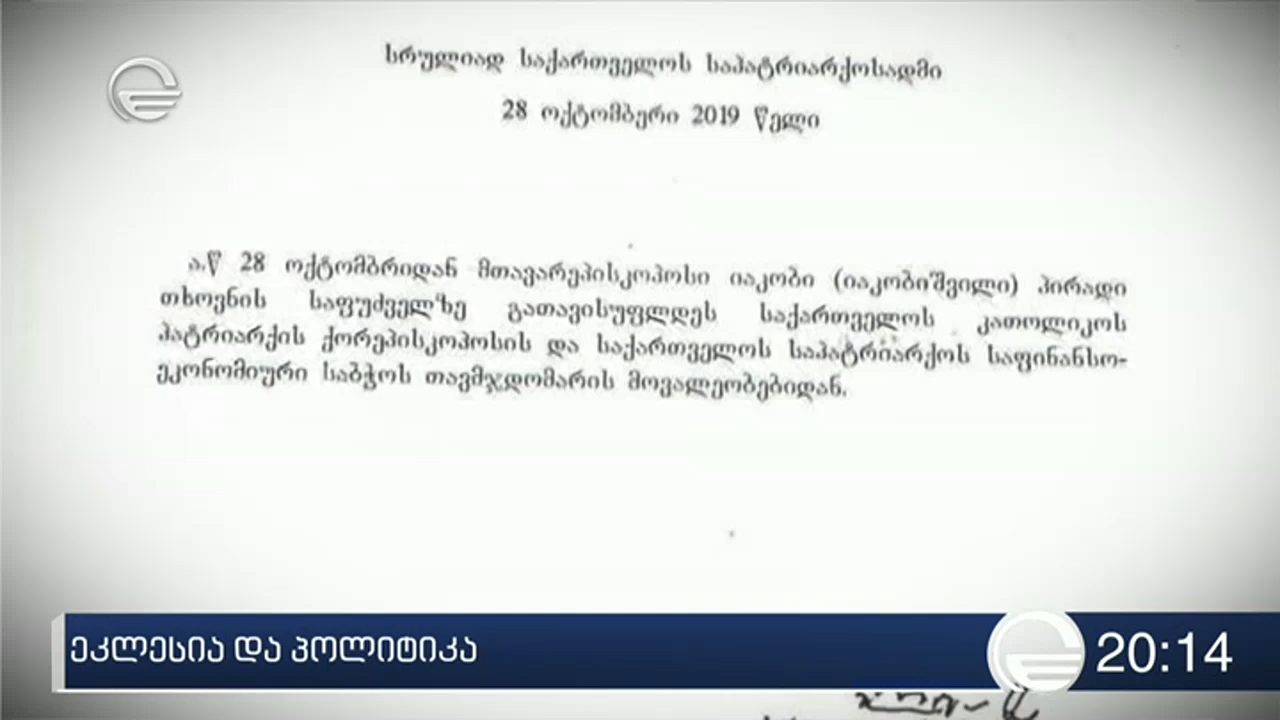 სრულიად საქართველოს საპატრიარქოსადმი
28 ოქტომბერი 2019 წელი
ა.წ 28 ოქტომბრიდან მთავარეპისკოპოსი იაკობი (იაკობიშვილი) პირადი
თხოვნის საფუძველზე გათავისუფლდეს საქართველოს კათოლიკოს
პატრიარქის ქორეპისკოპოსის და საქართველოს საპატრიარქოს საფინანსო-
ეკონომიური საბჭოს თავმჯდომარის მოვალეობებიდან.
ეკლესია და პოლიტიკა
20:14